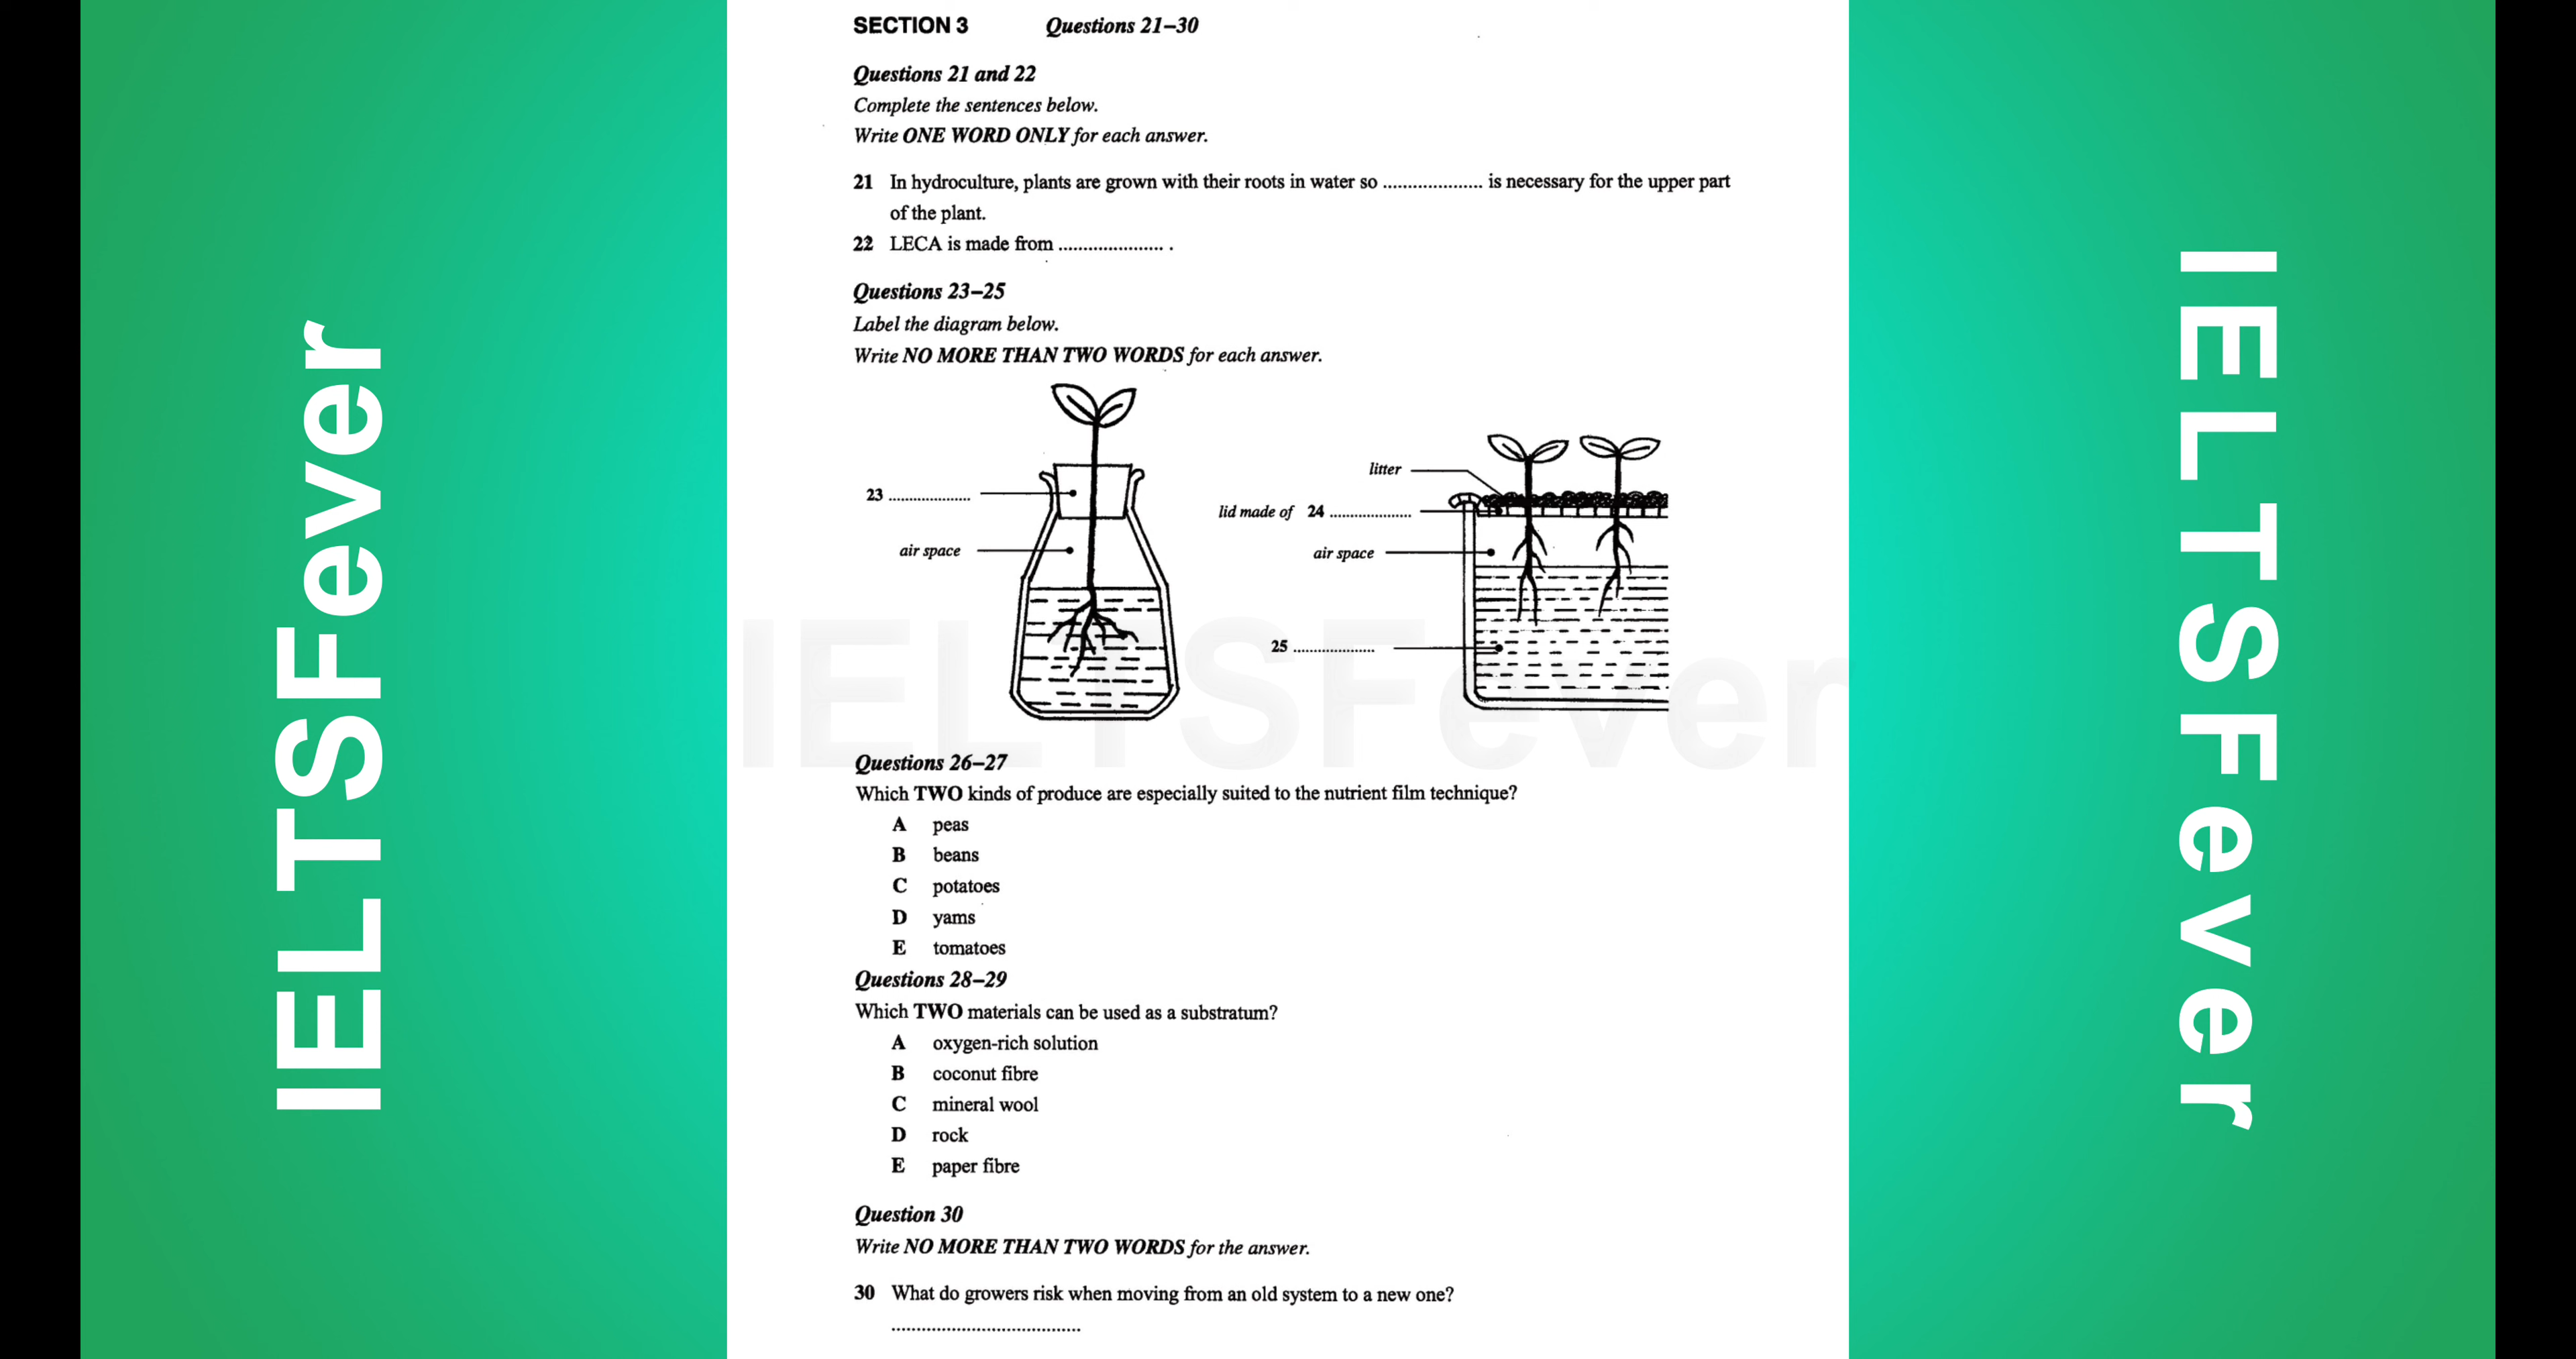 IELTSFever
SECTION 3 Questions 21–30
Questions 21 and 22
Complete the sentences below.
Write ONE WORD ONLY for each answer.
21 In hydroculture, plants are grown with their roots in water so .................... is necessary for the upper part
of the plant.
22 LECA is made from ..................... .
Questions 23–25
Label the diagram below.
Write NO MORE THAN TWO WORDS for each answer.
23 ....................
air space
litter
lid made of 24 ....................
air space
25 ....................
IELTSFever
Questions 26–27
Which TWO kinds of produce are especially suited to the nutrient film technique?
A peas
B beans
C potatoes
D yams
E tomatoes
Questions 28–29
Which TWO materials can be used as a substratum?
A oxygen-rich solution
B coconut fibre
C mineral wool
D rock
E paper fibre
Question 30
Write NO MORE THAN TWO WORDS for the answer.
30 What do growers risk when moving from an old system to a new one?
......................................
IELTSFever